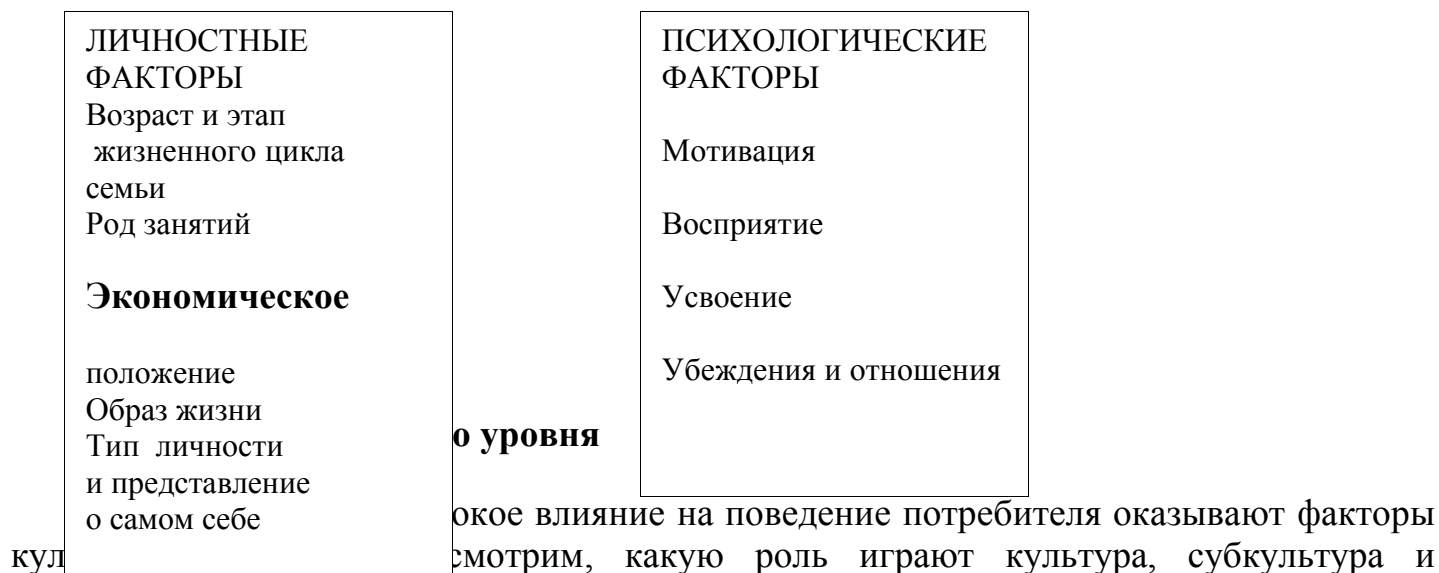 ЛИЧНОСТНЫЕ
ФАКТОРЫ
Возраст и этап
жизненного цикла
семьи
Род занятий
Экономическое
положение
Образ жизни
Тип личности
и представление
о самом себе
ПСИХОЛОГИЧЕСКИЕ
ФАКТОРЫ
Мотивация
Восприятие
Усвоение
Убеждения и отношения
о уровня
окое влияние на поведение потребителя оказывают факторы
кул смотрим, какую роль играют культура, субкультура и